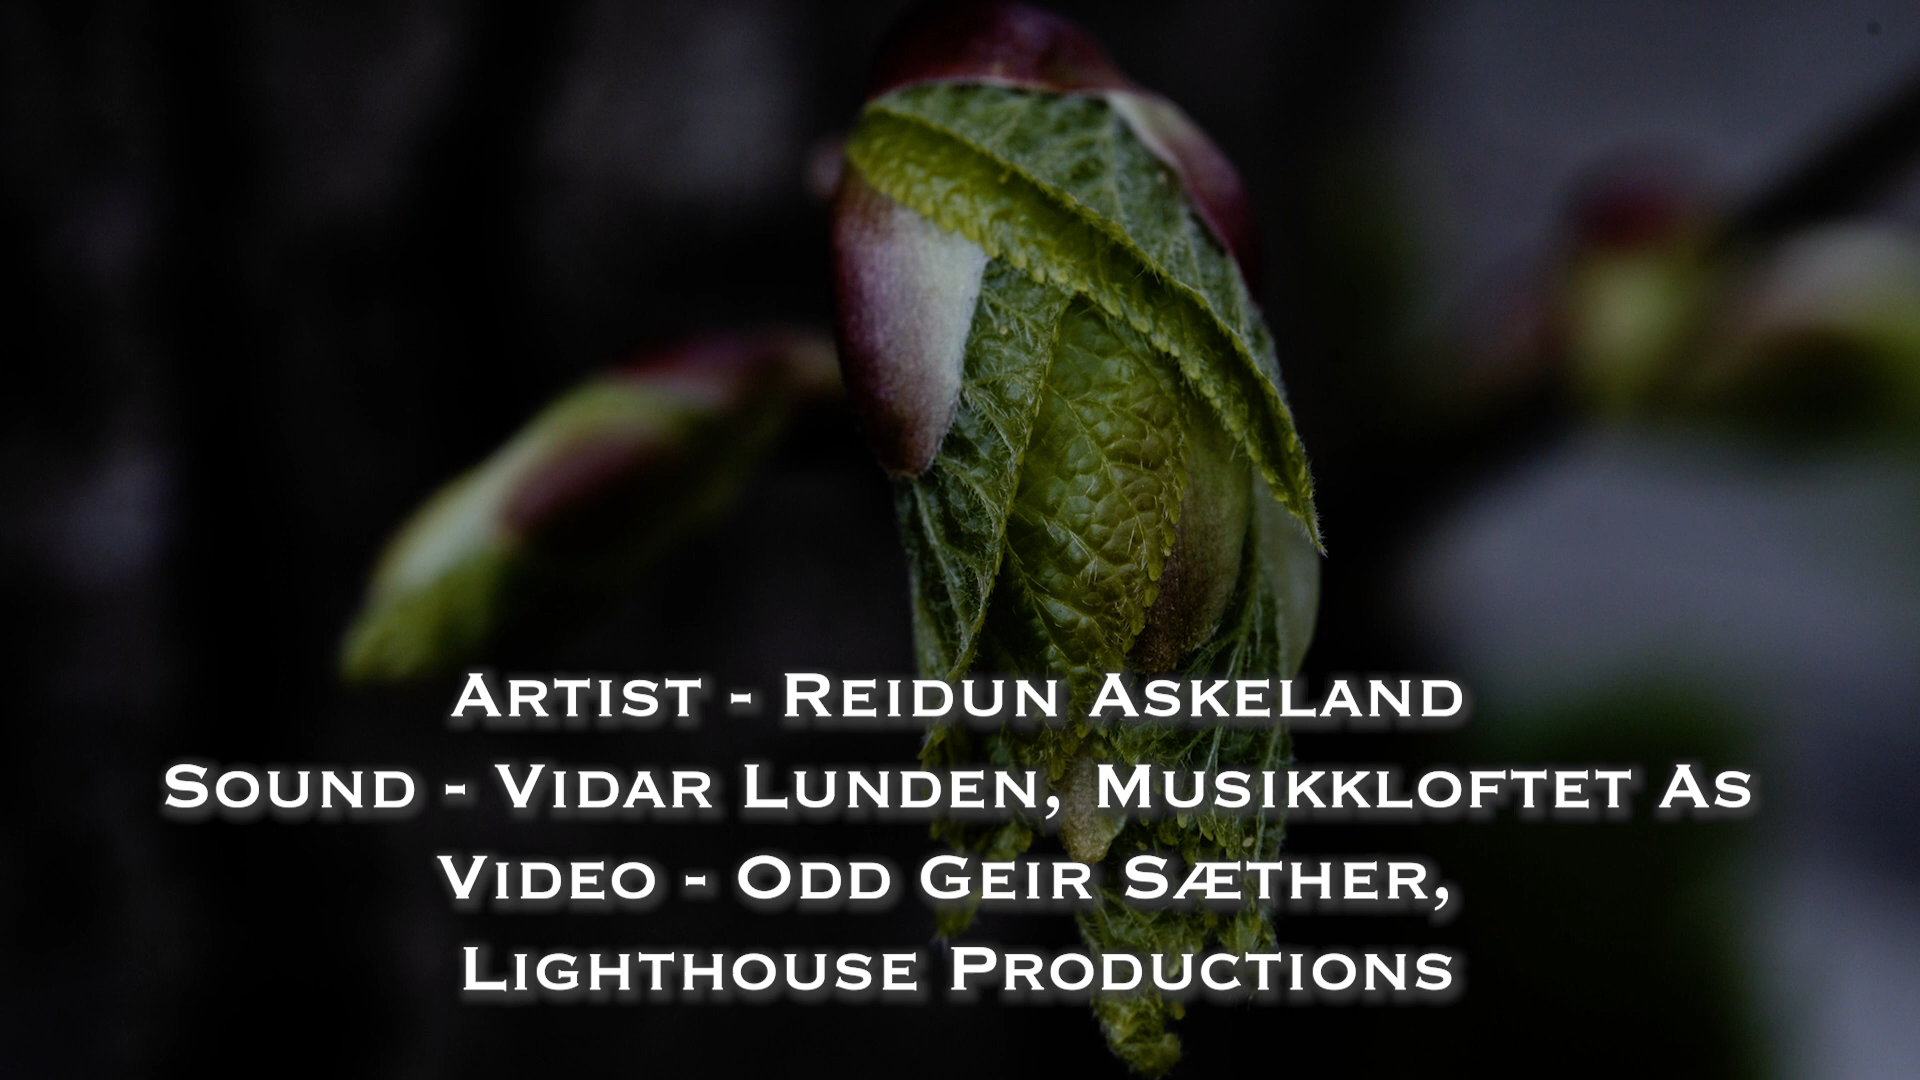 Artist - Reidun Askeland
Sound - Vidar Lunden, Musikkloftet As
Video - Odd Geir Sæther,
Lighthouse Productions